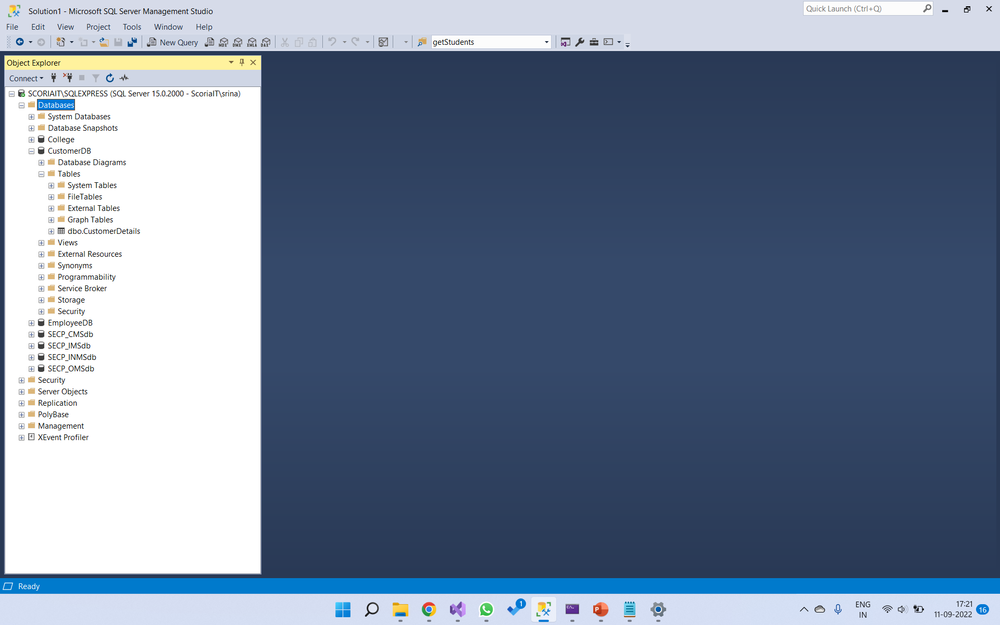 Solution1 - Microsoft SQL Server Management Studio
Quick Launch (Ctrl+Q)
File Edit View Project Tools Window Help
New Query MDX DMX XMLA DAX getStudents
Object Explorer
Connect
SCORIAIT\SQLEXPRESS (SQL Server 15.0.2000 - ScoriaIT\srina)
Databases
System Databases
Database Snapshots
College
CustomerDB
Database Diagrams
Tables
System Tables
FileTables
External Tables
Graph Tables
dbo.CustomerDetails
Views
External Resources
Synonyms
Programmability
Service Broker
Storage
Security
EmployeeDB
SECP_CMSdb
SECP_IMSdb
SECP_INMSdb
SECP_OMSdb
Security
Server Objects
Replication
PolyBase
Management
XEvent Profiler
Ready
1
ENG
IN
17:21
11-09-2022
16